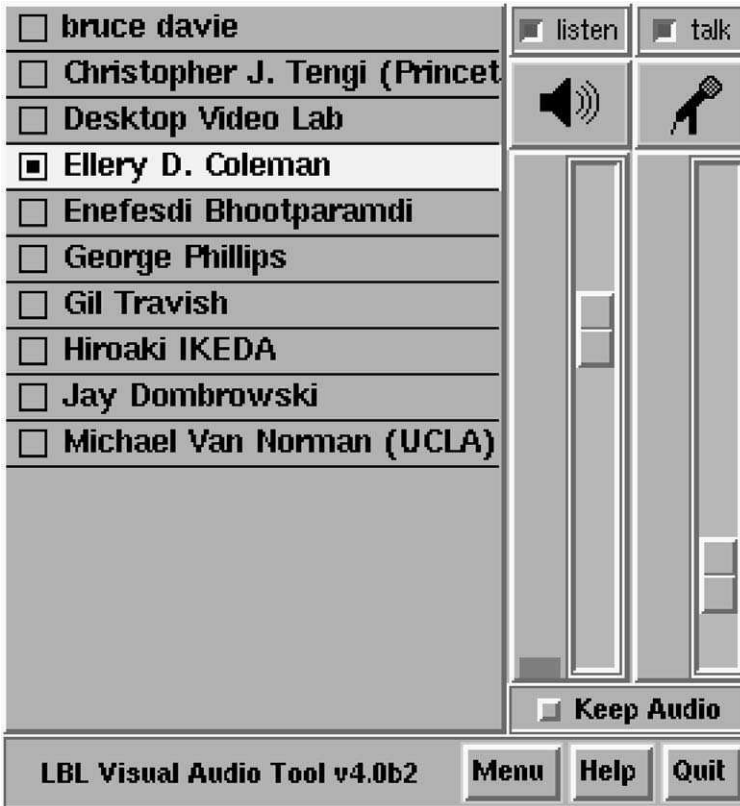 bruce davie
Christopher J. Tengi (Princet
Desktop Video Lab
Ellery D. Coleman
Enefesdi Bhootparamdi
George Phillips
Gil Travish
Hiroaki IKEDA
Jay Dombrowski
Michael Van Norman (UCLA)
listen
talk
Keep Audio
LBL Visual Audio Tool v4.0b2
Menu
Help
Quit